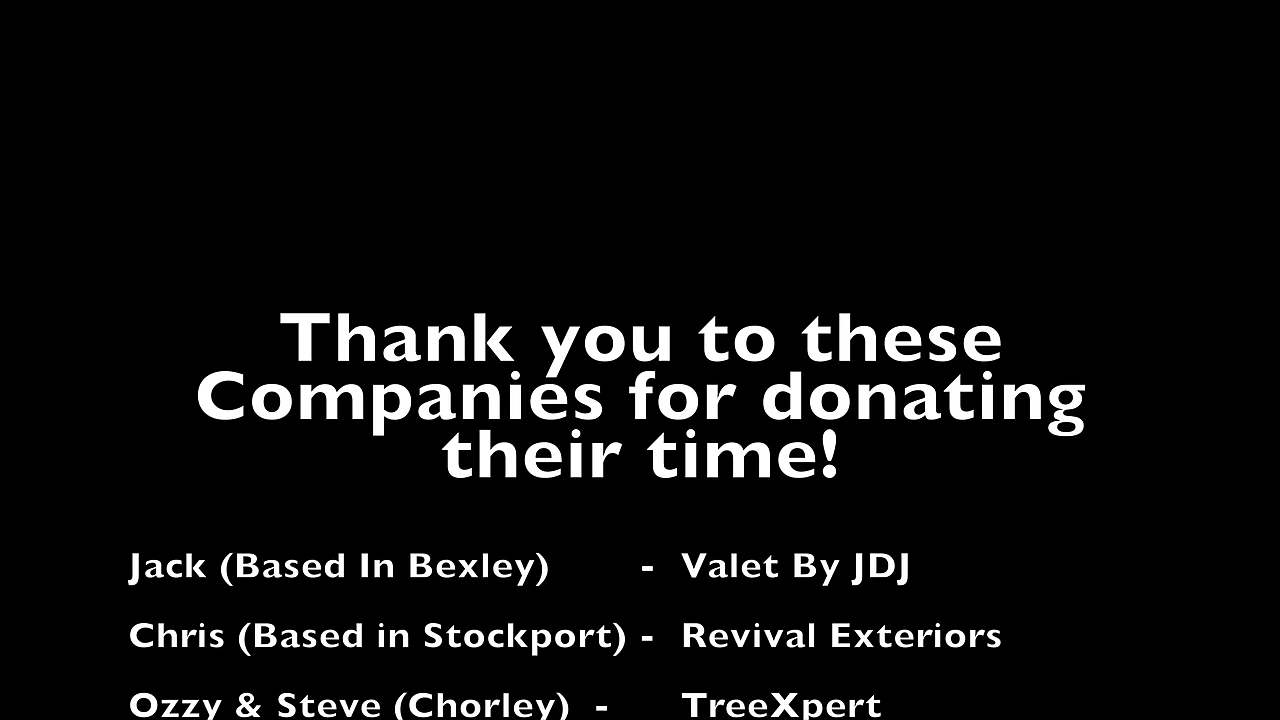 Thank you to these
Companies for donating
their time!
Jack (Based In Bexley) - Valet By JDJ
Chris (Based in Stockport) - Revival Exteriors
Ozzy & Steve (Chorley) - TreeXpert